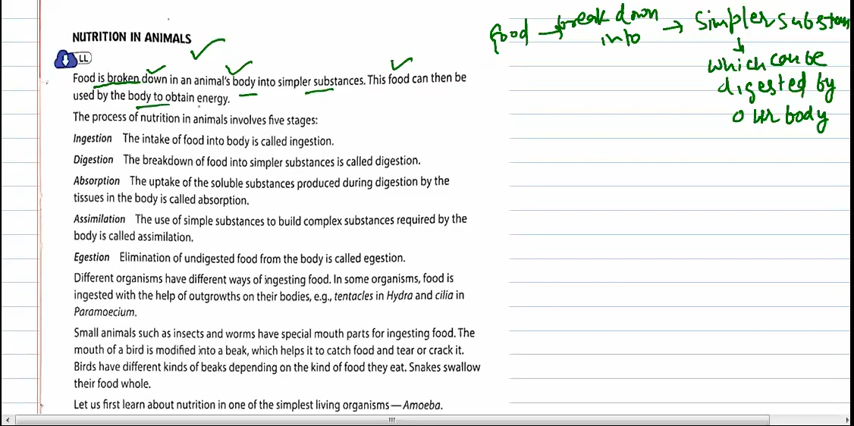 NUTRITION IN ANIMALS
LL
Food is broken down in an animal's body into simpler substances. This food can then be
used by the body to obtain energy.
The process of nutrition in animals involves five stages:
Ingestion The intake of food into body is called ingestion.
Digestion The breakdown of food into simpler substances is called digestion.
Absorption The uptake of the soluble substances produced during digestion by the
tissues in the body is called absorption.
Assimilation The use of simple substances to build complex substances required by the
body is called assimilation.
Egestion Elimination of undigested food from the body is called egestion.
Different organisms have different ways of ingesting food. In some organisms, food is
ingested with the help of outgrowths on their bodies, e.g., tentacles in Hydra and cilia in
Paramoecium.
Small animals such as insects and worms have special mouth parts for ingesting food. The
mouth of a bird is modified into a beak, which helps it to catch food and tear or crack it.
Birds have different kinds of beaks depending on the kind of food they eat. Snakes swallow
their food whole.
Let us first learn about nutrition in one of the simplest living organisms—Amoeba.
food → break down → simpler substan
into
which can be
digested by
our body